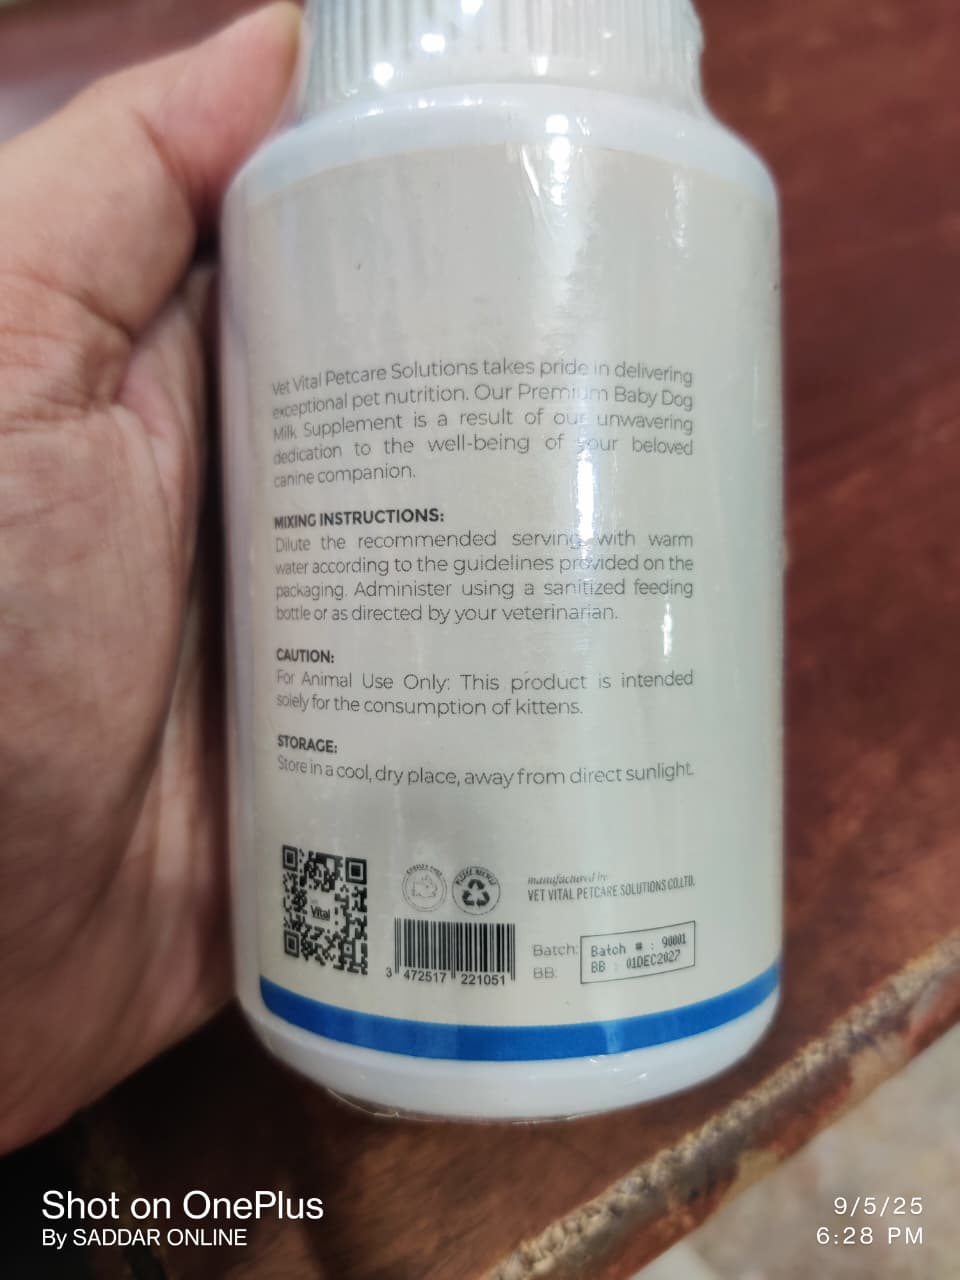 Vet Vital Petcare Solutions takes pride in delivering
exceptional pet nutrition. Our Premium Baby Dog
Milk Supplement is a result of our unwavering
dedication to the well-being of your beloved
canine companion.
MIXING INSTRUCTIONS:
Dilute the recommended serving with warm
water according to the guidelines provided on the
packaging. Administer using a sanitized feeding
bottle or as directed by your veterinarian.
CAUTION:
For Animal Use Only: This product is intended
solely for the consumption of kittens.
STORAGE:
Store in a cool, dry place, away from direct sunlight.
Vital
PLEASE RECYCLE
manufactured by
VET VITAL PETCARE SOLUTIONS CO.LTD.
3 472517 221051
Batch: Batch # : 90001
BB: BB : 01DEC2027
Shot on OnePlus
By SADDAR ONLINE
9/5/25
6:28 PM